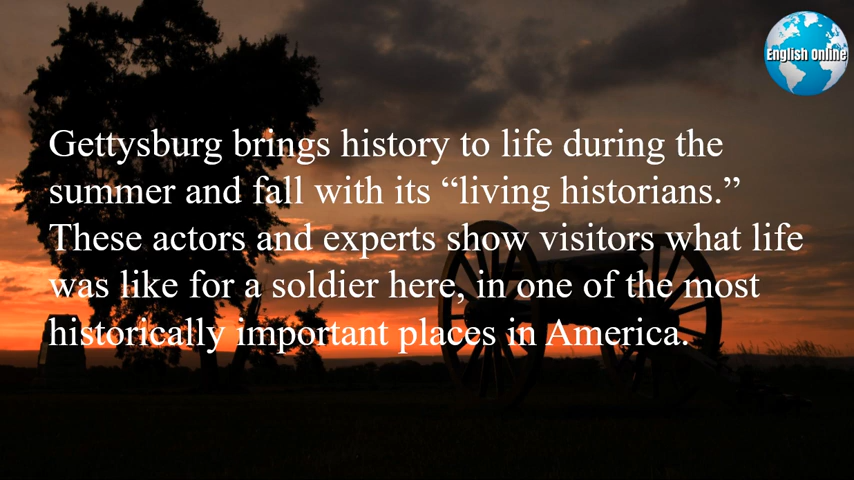 English Online
Gettysburg brings history to life during the
summer and fall with its “living historians.”
These actors and experts show visitors what life
was like for a soldier here, in one of the most
historically important places in America.